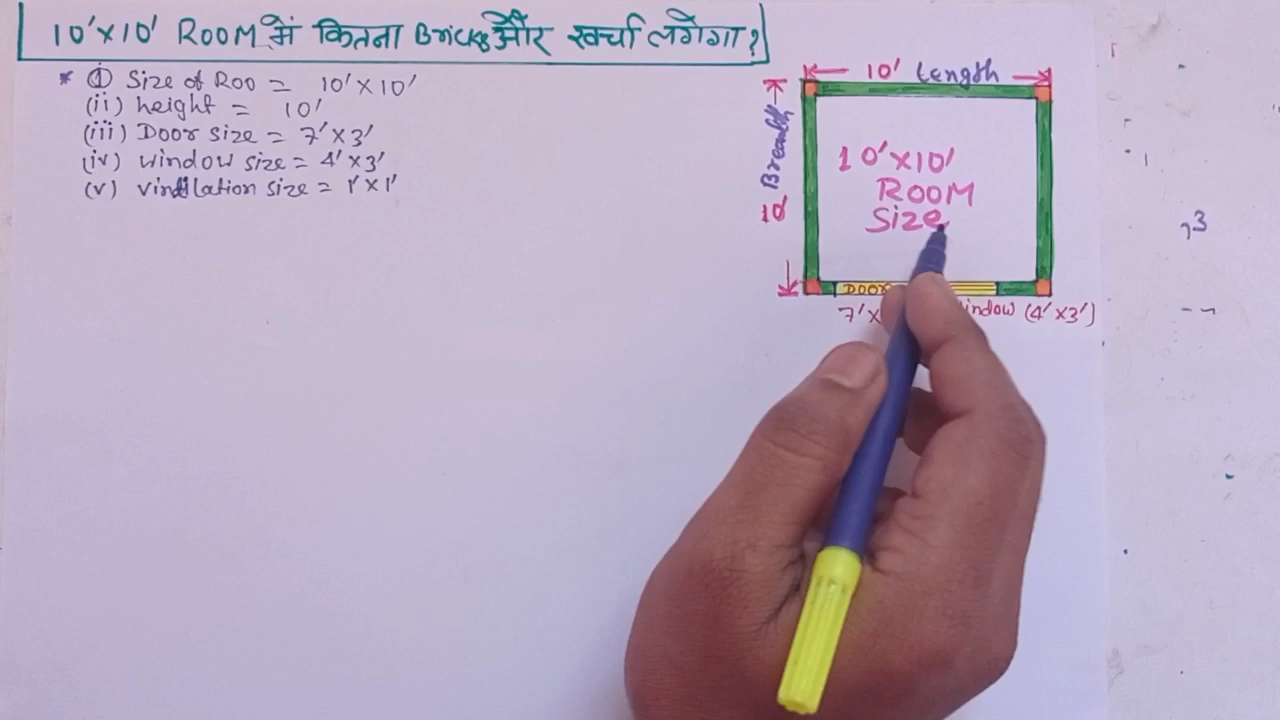 10'x10' ROOM में कितना Bricks और खर्चा लगेगा?
* (i) Size of Roo = 10'x10'
(ii) height = 10'
(iii) Door size = 7'x3'
(iv) window size = 4'x3'
(v) size = 1'x1'
10' Length
Breadth
10'
10'x10'
ROOM
Size
DOOR
7'x
window (4'x3')